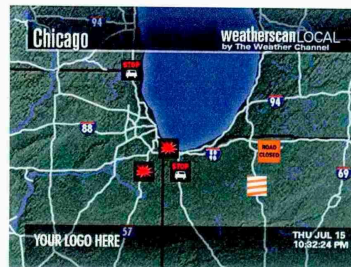 94
Chicago
weatherscanLOCAL
by The Weather Channel
STOP
94
88
ROAD
CLOSED
STOP
69
57
YOUR LOGO HERE
THU JUL 15
10:32:24 PM